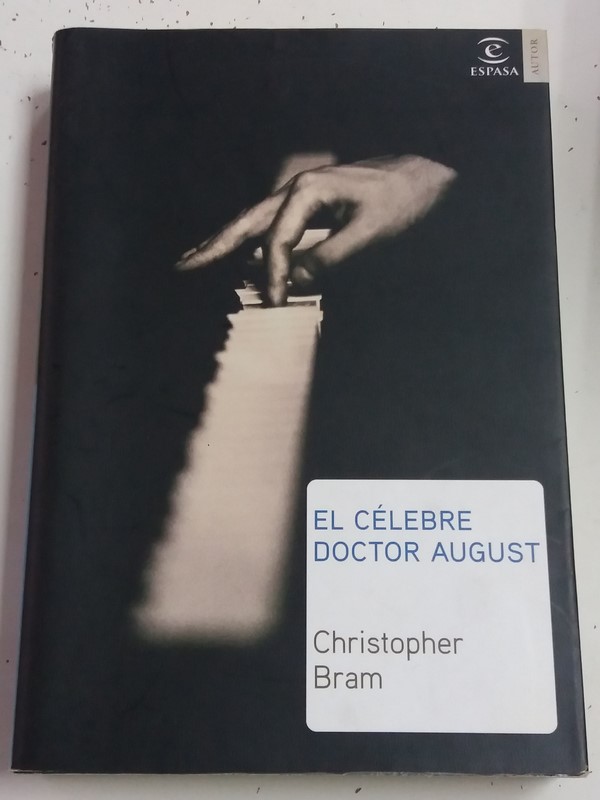 ESPASA
AUTOR
EL CÉLEBRE
DOCTOR AUGUST
Christopher
Bram